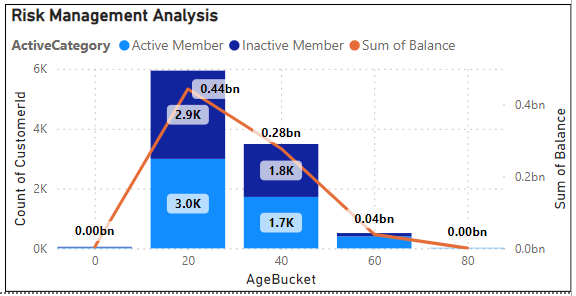 Risk Management Analysis
ActiveCategory Active Member Inactive Member Sum of Balance
Count of CustomerId
6K
4K
2K
0K
0.00bn
0.44bn
2.9K
3.0K
0.28bn
1.8K
1.7K
0.04bn
0.00bn
0.4bn
0.2bn
0.0bn
Sum of Balance
0 20 40 60 80
AgeBucket